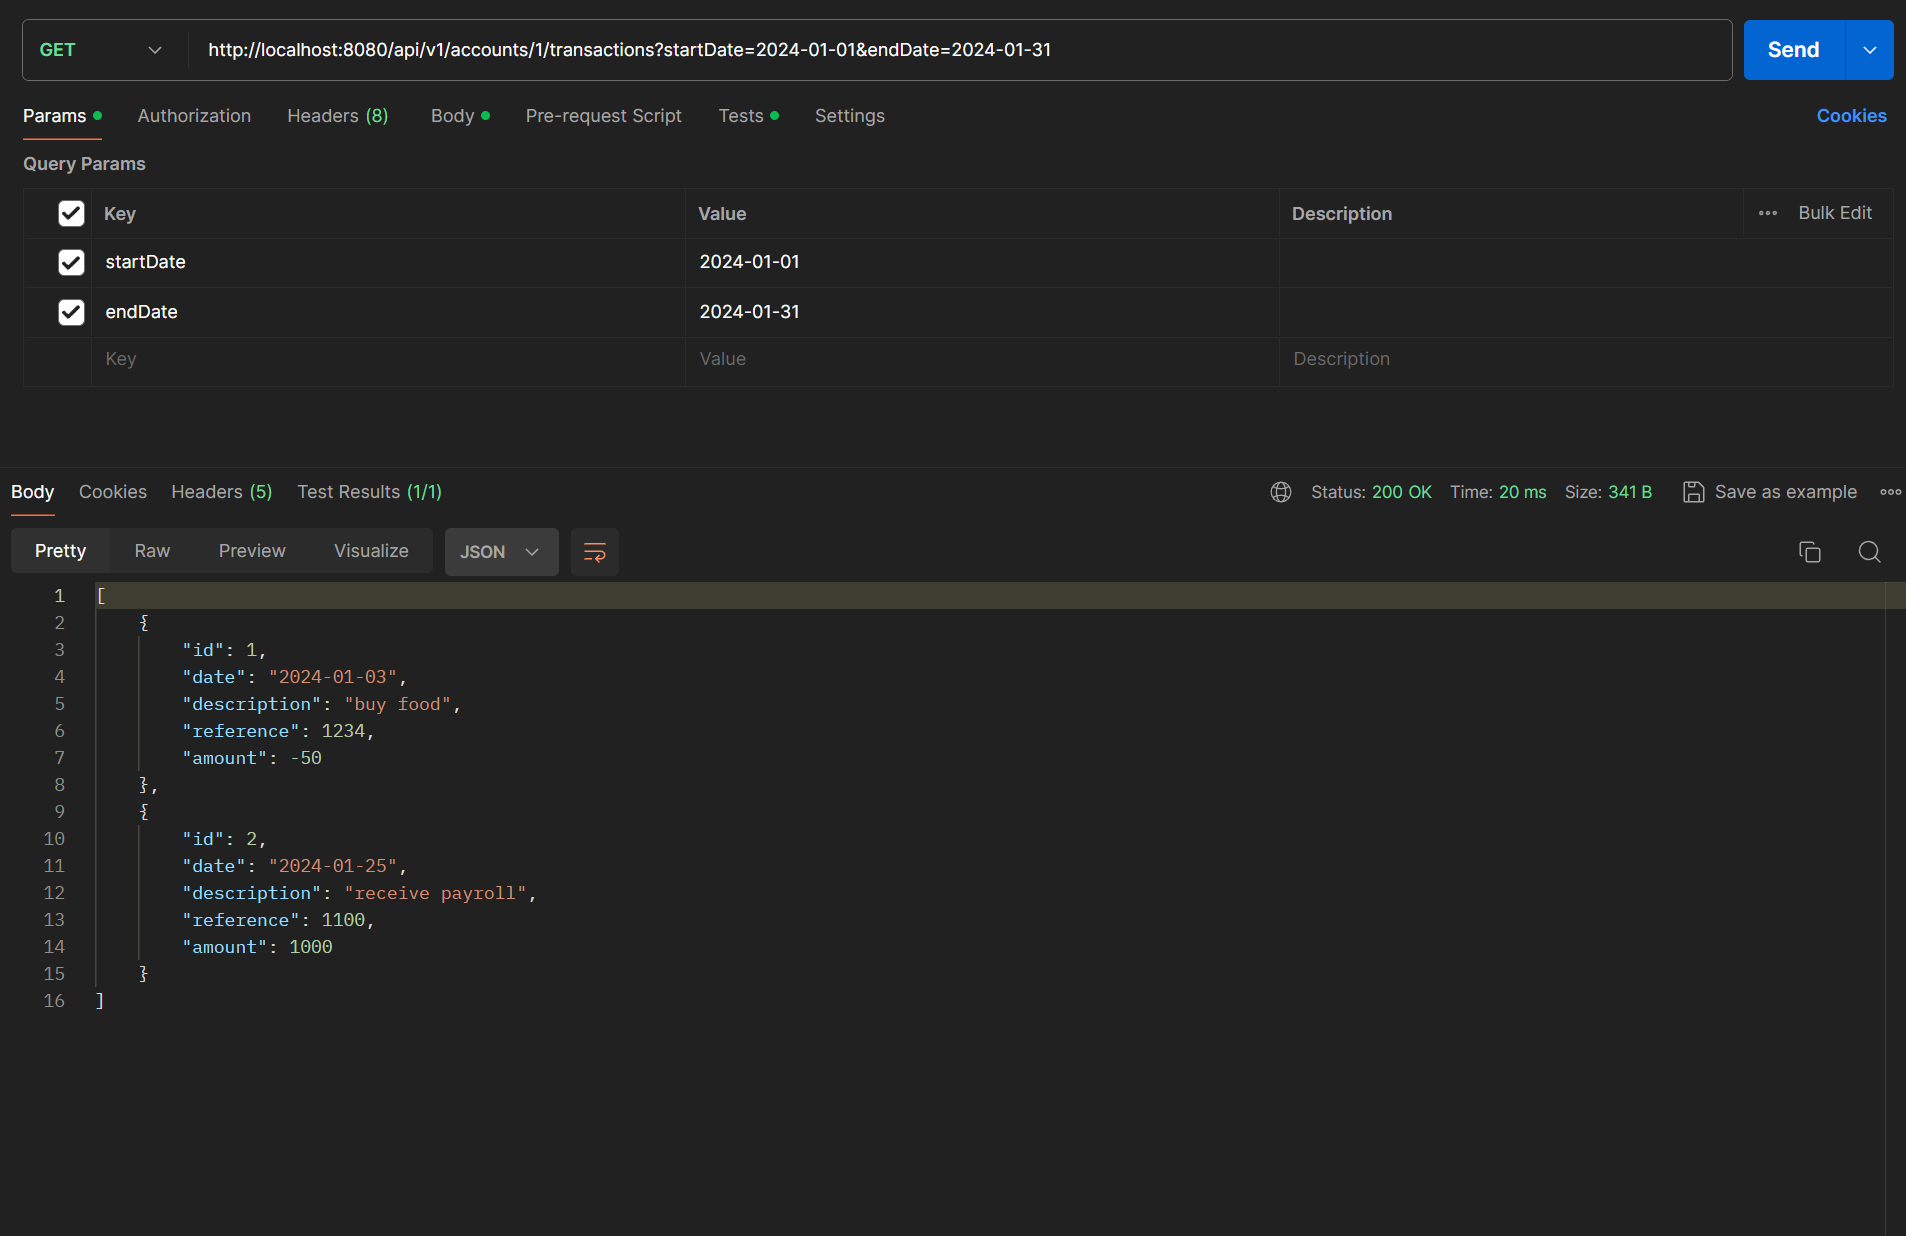 GET http://localhost:8080/api/v1/accounts/1/transactions?startDate=2024-01-01&endDate=2024-01-31 Send
Params Authorization Headers (8) Body Pre-request Script Tests Settings Cookies
Query Params
Key Value Description Bulk Edit
startDate 2024-01-01
endDate 2024-01-31
Key Value Description
Body Cookies Headers (5) Test Results (1/1) Status: 200 OK Time: 20 ms Size: 341 B Save as example
Pretty Raw Preview Visualize JSON
1 [
2 {
3 "id": 1,
4 "date": "2024-01-03",
5 "description": "buy food",
6 "reference": 1234,
7 "amount": -50
8 },
9 {
10 "id": 2,
11 "date": "2024-01-25",
12 "description": "receive payroll",
13 "reference": 1100,
14 "amount": 1000
15 }
16 ]